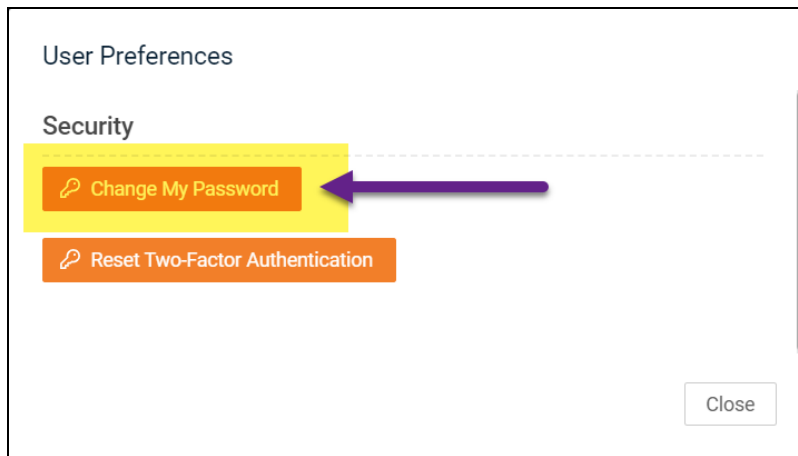 User Preferences
Security
Change My Password
Reset Two-Factor Authentication
Close